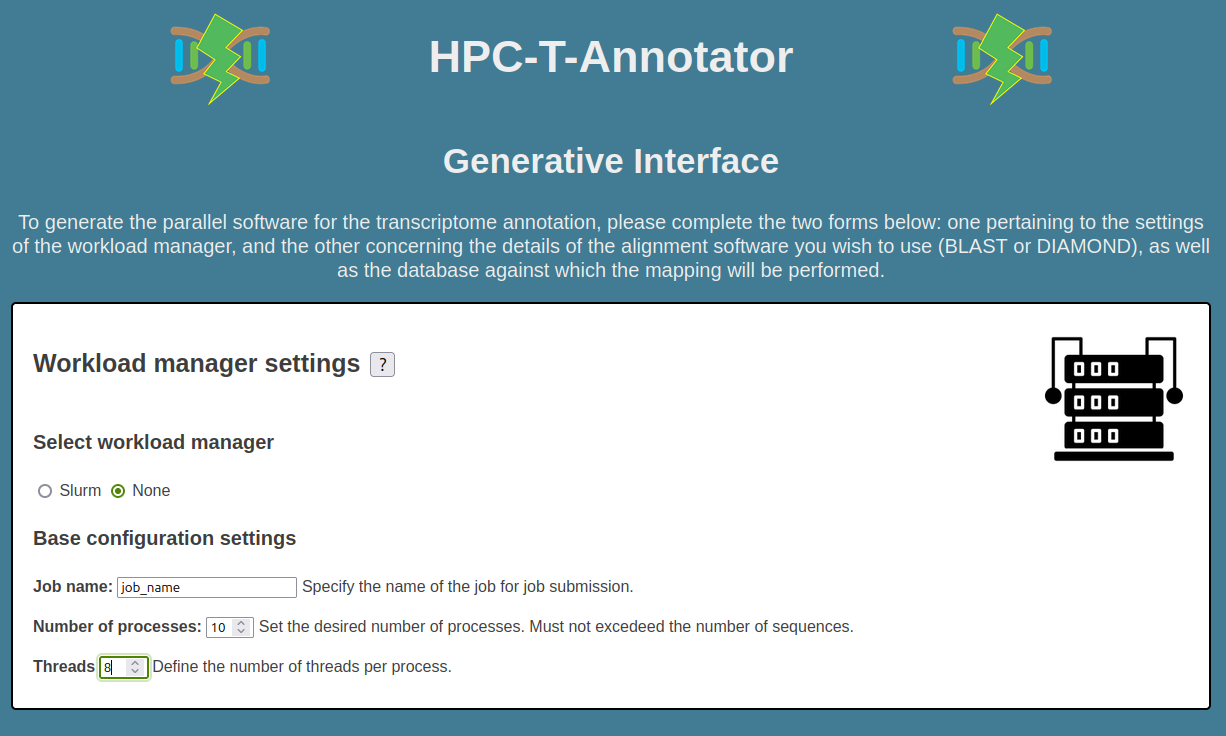 HPC-T-Annotator
Generative Interface
To generate the parallel software for the transcriptome annotation, please complete the two forms below: one pertaining to the settings
of the workload manager, and the other concerning the details of the alignment software you wish to use (BLAST or DIAMOND), as well
as the database against which the mapping will be performed.
Workload manager settings ?
Select workload manager
Slurm None
Base configuration settings
Job name: job_name Specify the name of the job for job submission.
Number of processes: 10 Set the desired number of processes. Must not excedeed the number of sequences.
Threads 8 Define the number of threads per process.